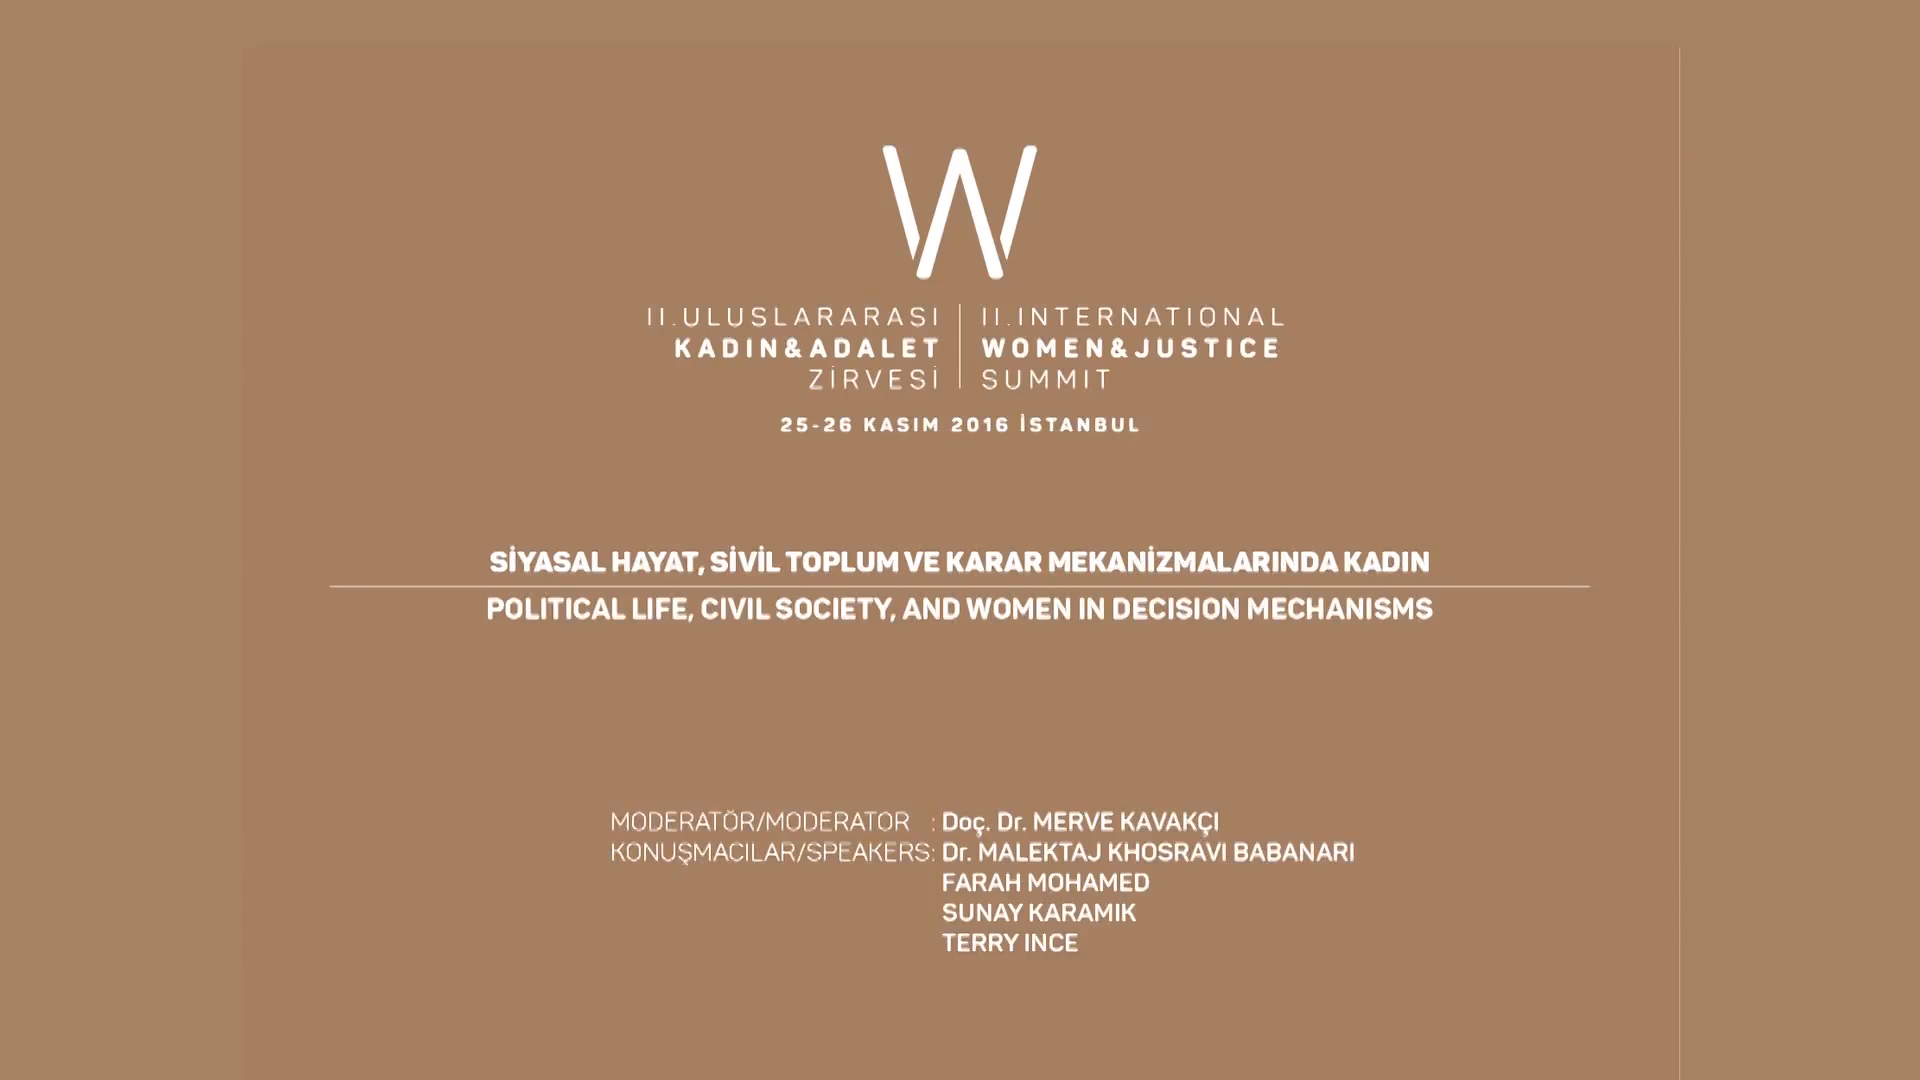 W
II.ULUSLARARASI
KADIN&ADALET
ZİRVESİ
II.INTERNATIONAL
WOMEN&JUSTICE
SUMMIT
25-26 KASIM 2016 İSTANBUL
SİYASAL HAYAT, SİVİL TOPLUM VE KARAR MEKANİZMALARINDA KADIN
POLITICAL LIFE, CIVIL SOCIETY, AND WOMEN IN DECISION MECHANISMS
MODERATÖR/MODERATOR : Doç. Dr. MERVE KAVAKÇI
KONUŞMACILAR/SPEAKERS: Dr. MALEKTAJ KHOSRAVI BABANARI
FARAH MOHAMED
SUNAY KARAMIK
TERRY INCE